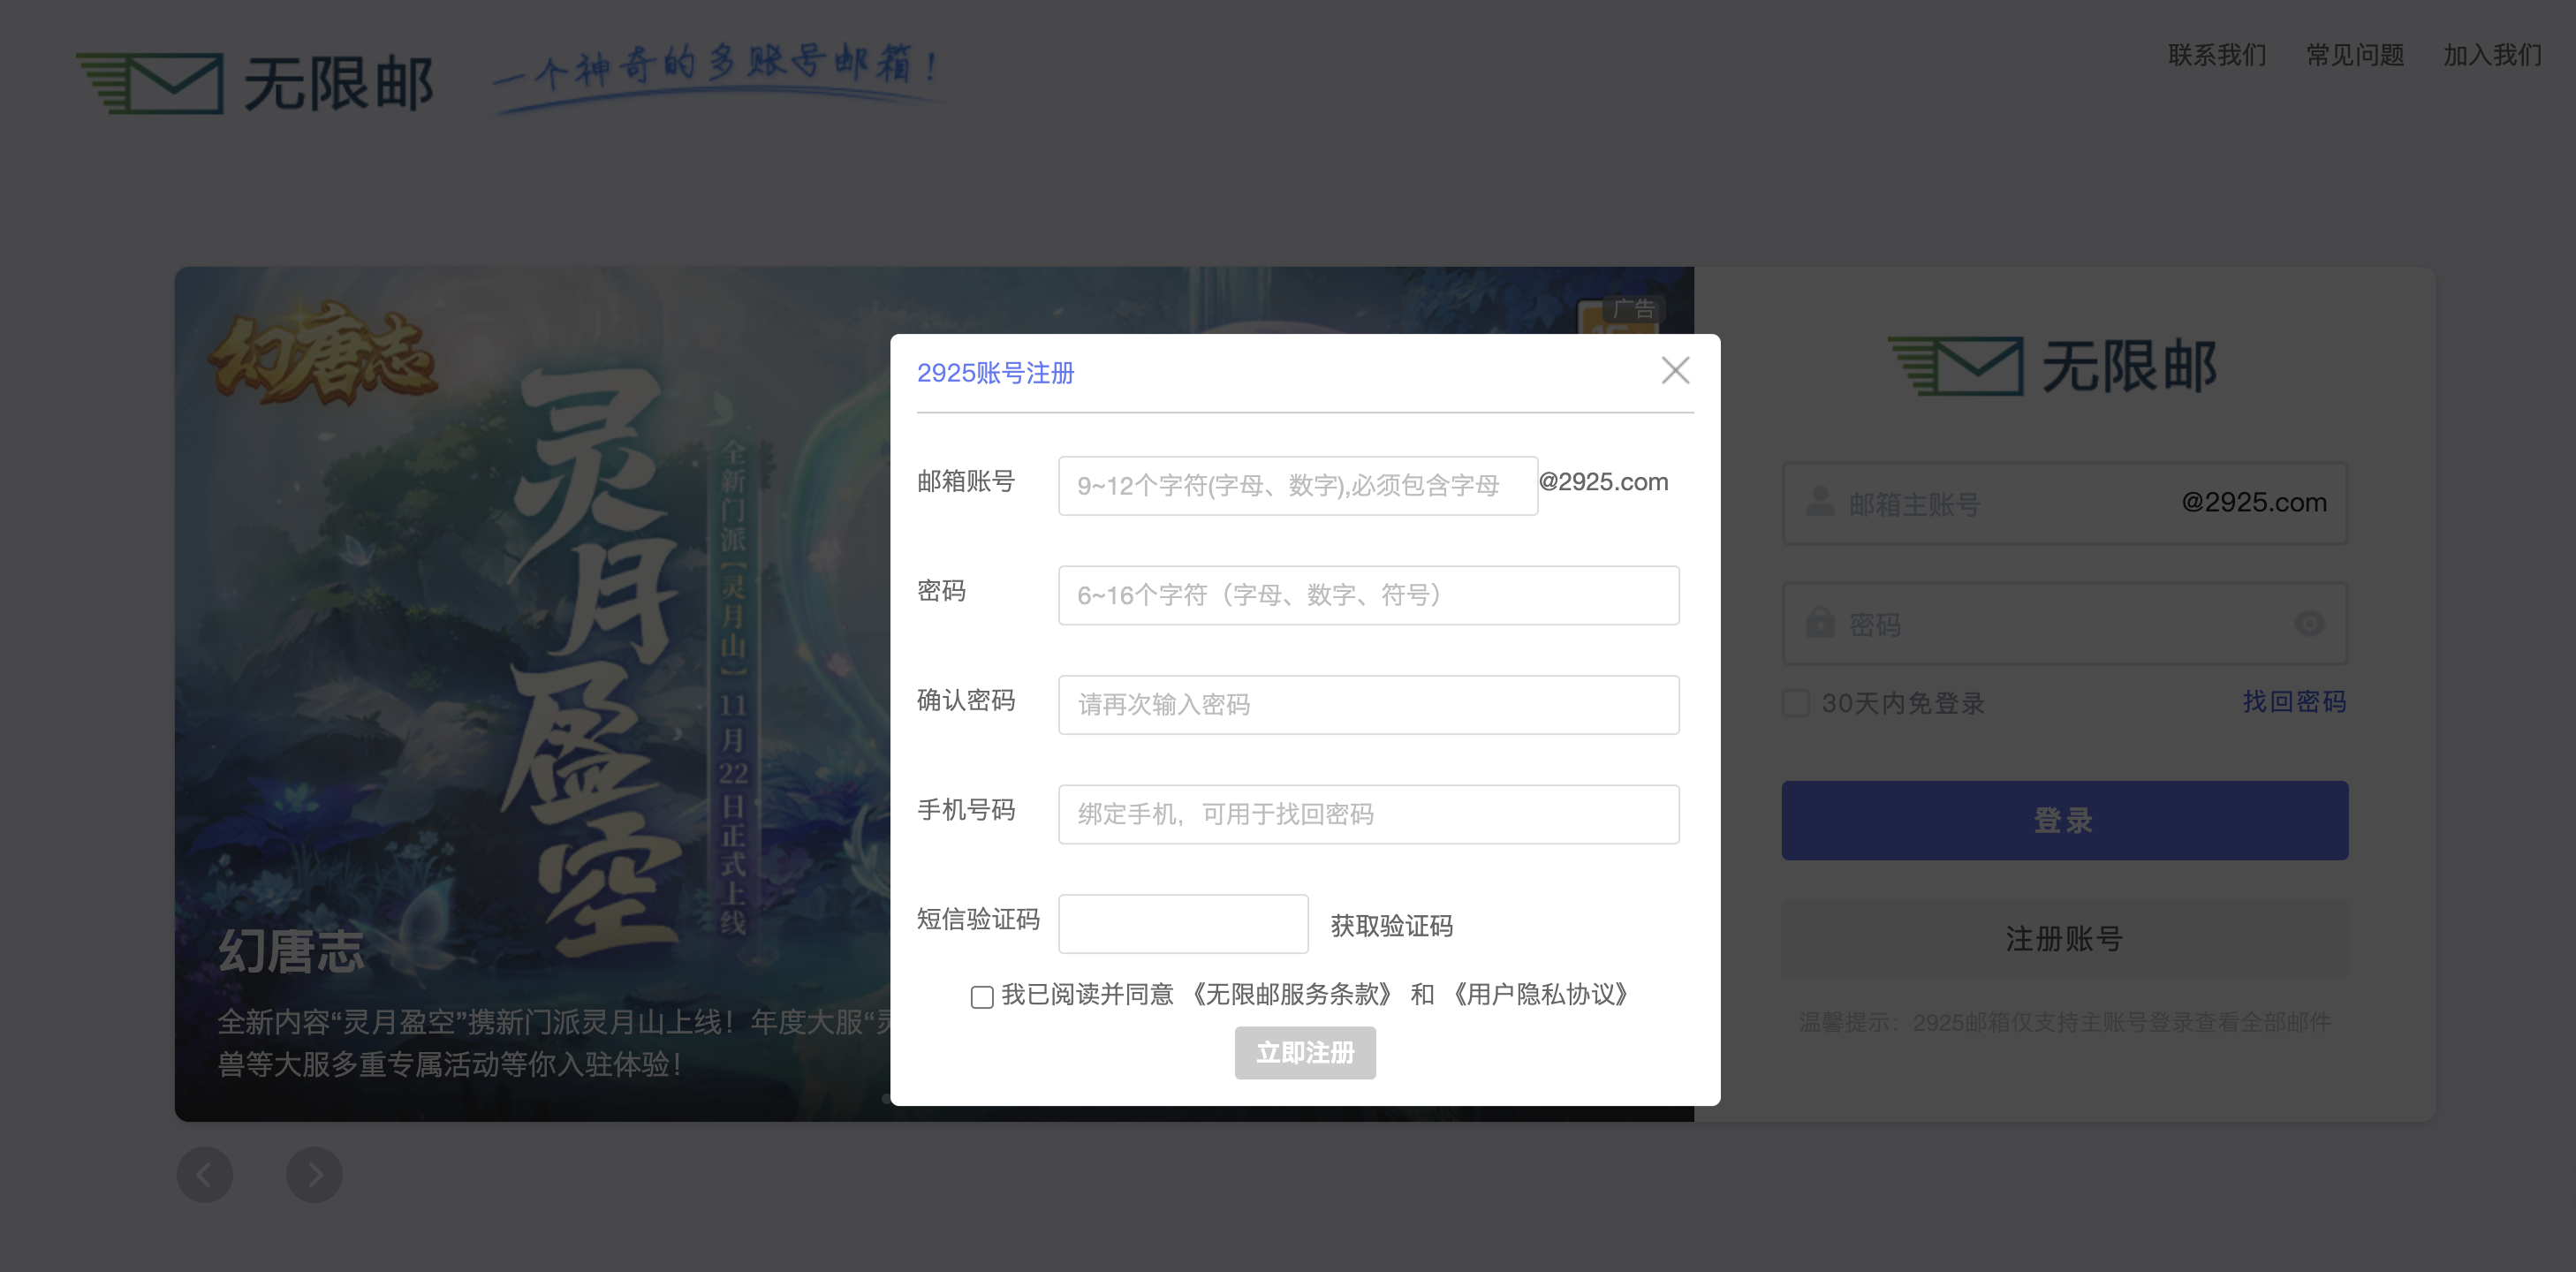 无限邮
一个神奇的多账号邮箱！
联系我们 常见问题 加入我们
幻唐志
广告
灵月盈空
全新门派【灵月山】11月22日正式上线
幻唐志
全新内容“灵月盈空”携新门派灵月山上线！年度大服“灵
兽等大服多重专属活动等你入驻体验！
2925账号注册
邮箱账号 9~12个字符(字母、数字),必须包含字母 @2925.com
密码 6~16个字符（字母、数字、符号）
确认密码 请再次输入密码
手机号码 绑定手机，可用于找回密码
短信验证码 获取验证码
我已阅读并同意 《无限邮服务条款》 和 《用户隐私协议》
立即注册
无限邮
邮箱主账号 @2925.com
密码
30天内免登录 找回密码
登录
注册账号
温馨提示：2925邮箱仅支持主账号登录查看全部邮件